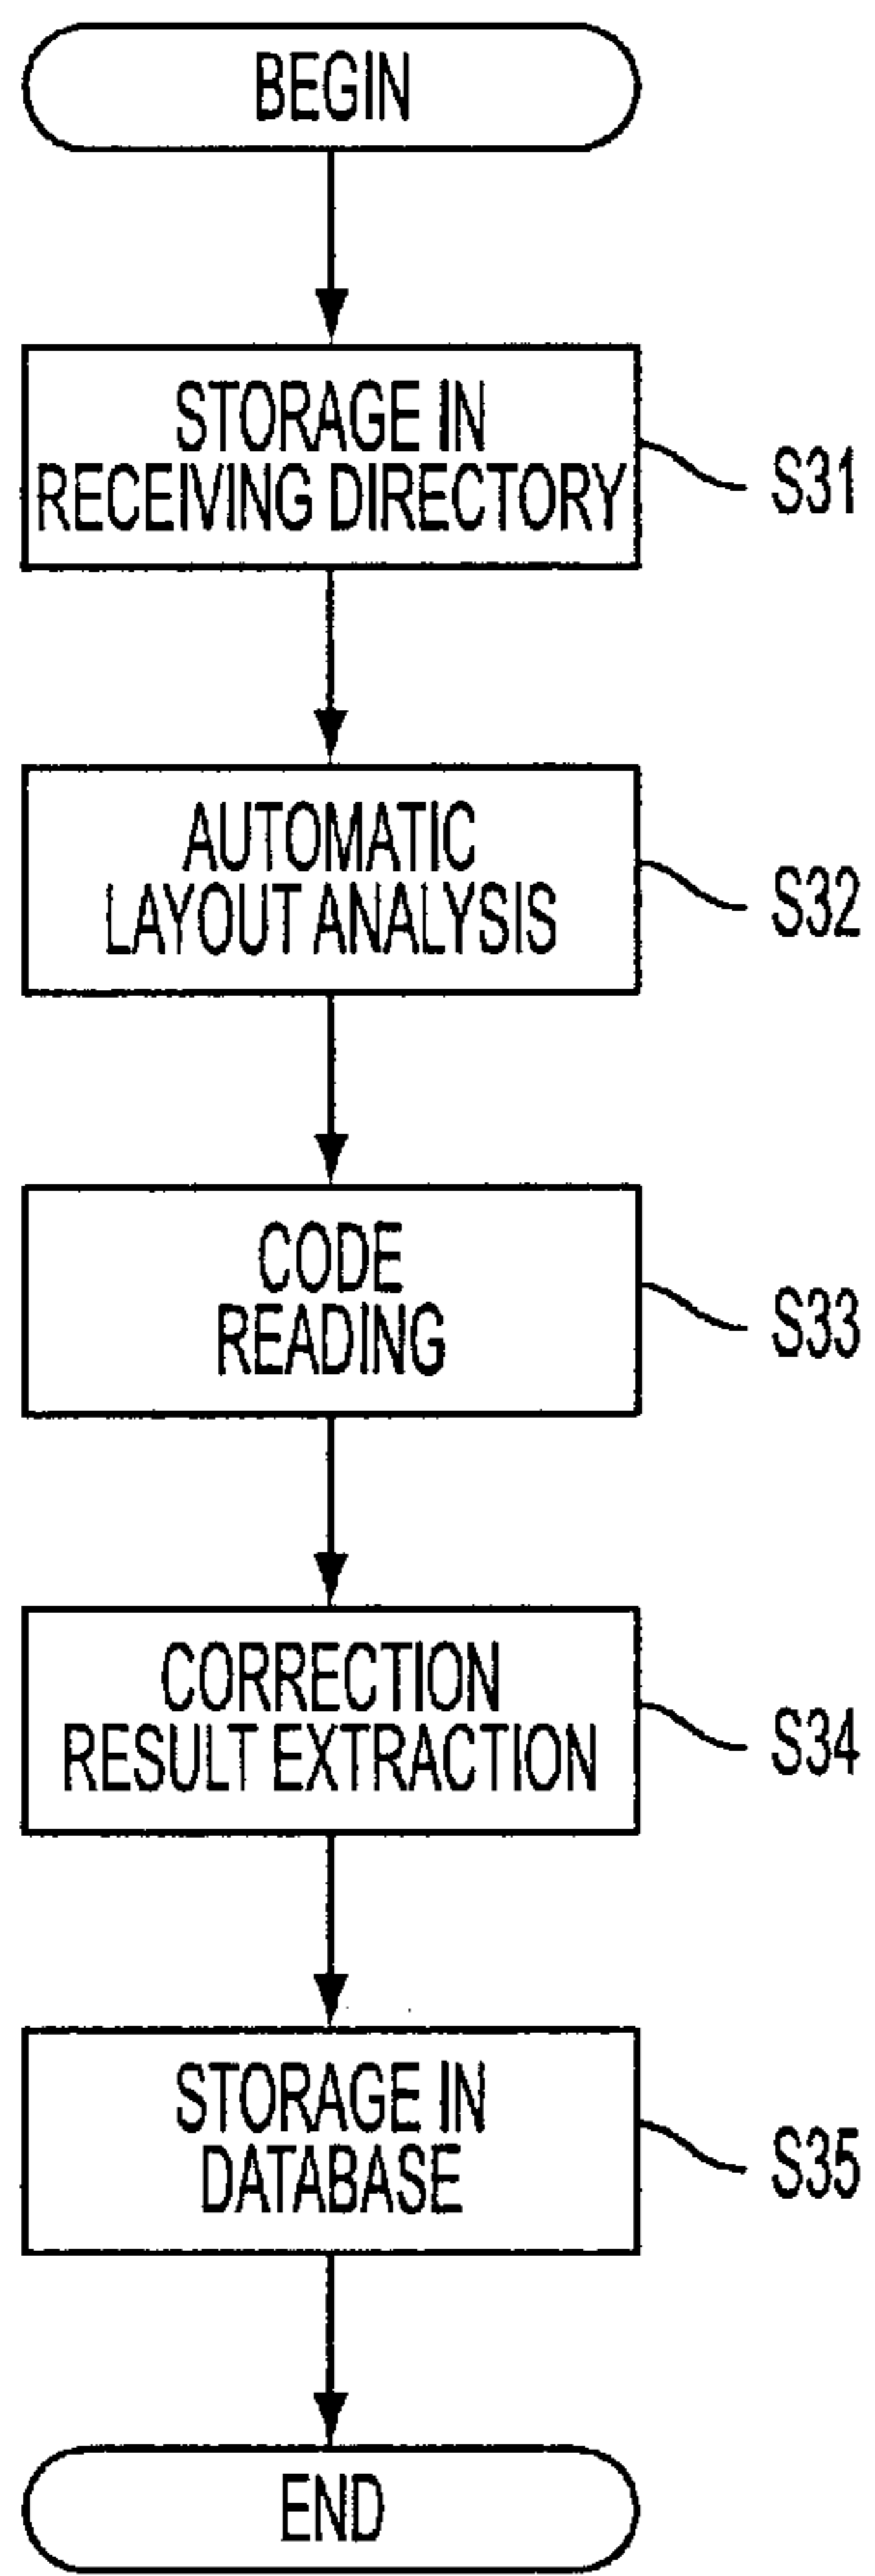 BEGIN
STORAGE IN
RECEIVING DIRECTORY
S31
AUTOMATIC
LAYOUT ANALYSIS
S32
CODE
READING
S33
CORRECTION
RESULT EXTRACTION
S34
STORAGE IN
DATABASE
S35
END